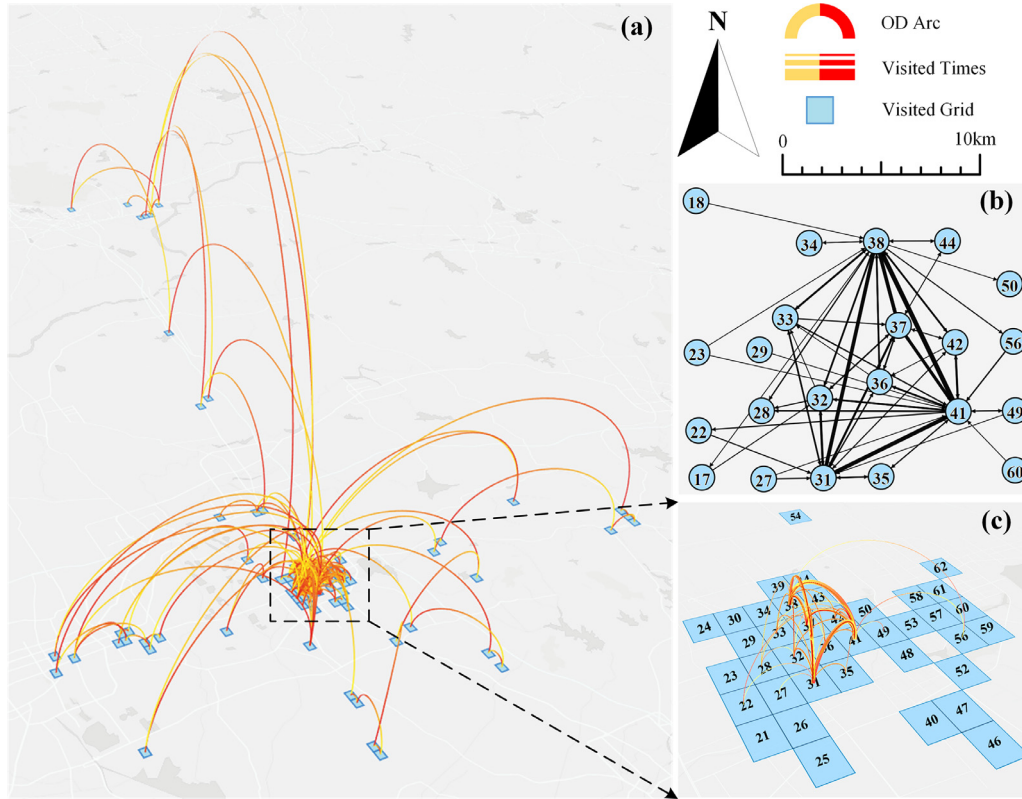 (a)
N
OD Arc
Visited Times
Visited Grid
0 10km
(b)
18
34 38 44
50
33 37
23 29 42 56
36
32
28 41 49
22
17 27 31 35 60
(c)
54
62
39
58 61
24 30 34 38 43
50 60
29 33 53 57
49 56 59
23 28 32 36 41 48
22 27 31 35 52
21 26 40 47
25 46